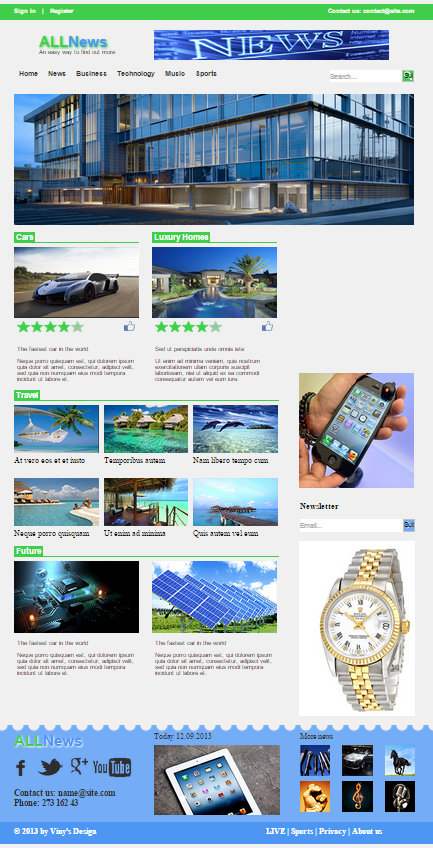 Sign In | Register
Contact us: contact@site.com
ALLNews
An easy way to find out more
NEWS
Home News Business Technology Music Sports
Search...
Cars
Luxury Homes
The fastest car in the world
Neque porro quisquam est, qui dolorem ipsum
quia dolor sit amet, consectetur, adipisci velit,
sed quia non numquam eius modi tempora
incidunt ut labore et.
Sed ut perspiciatis unde omnis iste
Ut enim ad minima veniam, quis nostrum
exercitationem ullam corporis suscipit
laboriosam, nisi ut aliquid ex ea commodi
consequatur autem vel eum iure.
Travel
At vero eos et et iusto
Temporibus autem
Nam libero tempo cum
Neque porro quisquam
Ut enim ad minima
Quis autem vel eum
Newsletter
Email...
Future
The fastest car in the world
Neque porro quisquam est, qui dolorem ipsum
quia dolor sit amet, consectetur, adipisci velit,
sed quia non numquam eius modi tempora
incidunt ut labore et.
The fastest car in the world
Neque porro quisquam est, qui dolorem ipsum
quia dolor sit amet, consectetur, adipisci velit,
sed quia non numquam eius modi tempora
incidunt ut labore et.
ALLNews
You Tube
Contact us: name@site.com
Phone: 273 162 43
Today 12.09.2013
More news
© 2013 by Viny's Design
LIVE | Sports | Privacy | About us